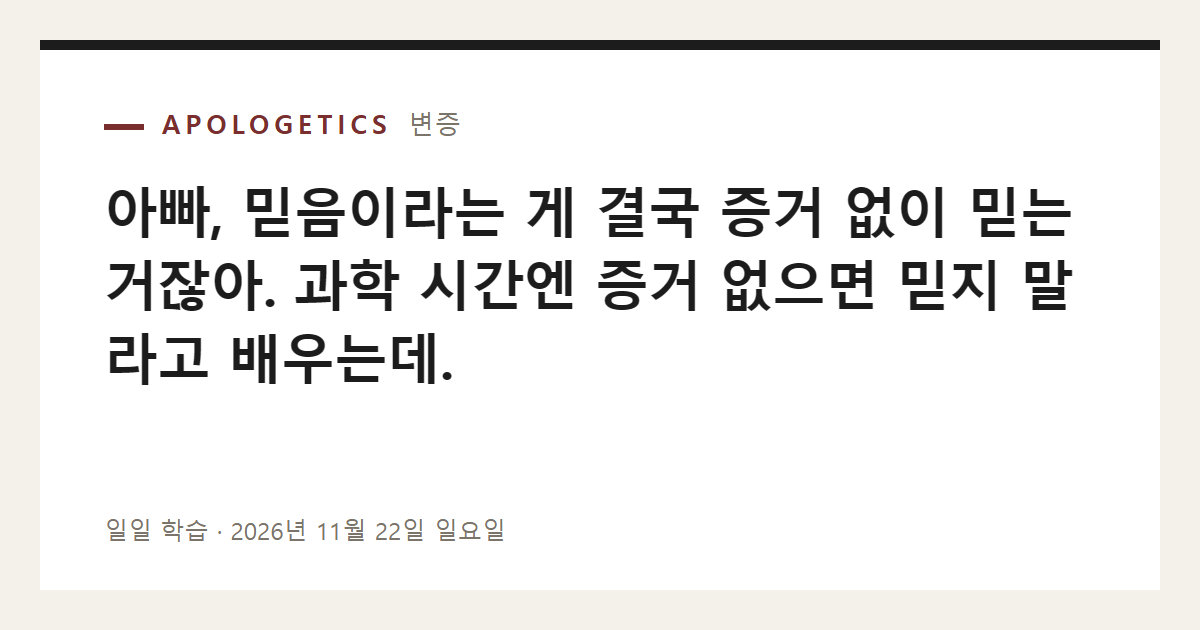 APOLOGETICS 변증
아빠, 믿음이라는 게 결국 증거 없이 믿는
거잖아. 과학 시간엔 증거 없으면 믿지 말
라고 배우는데.
일일 학습 · 2026년 11월 22일 일요일